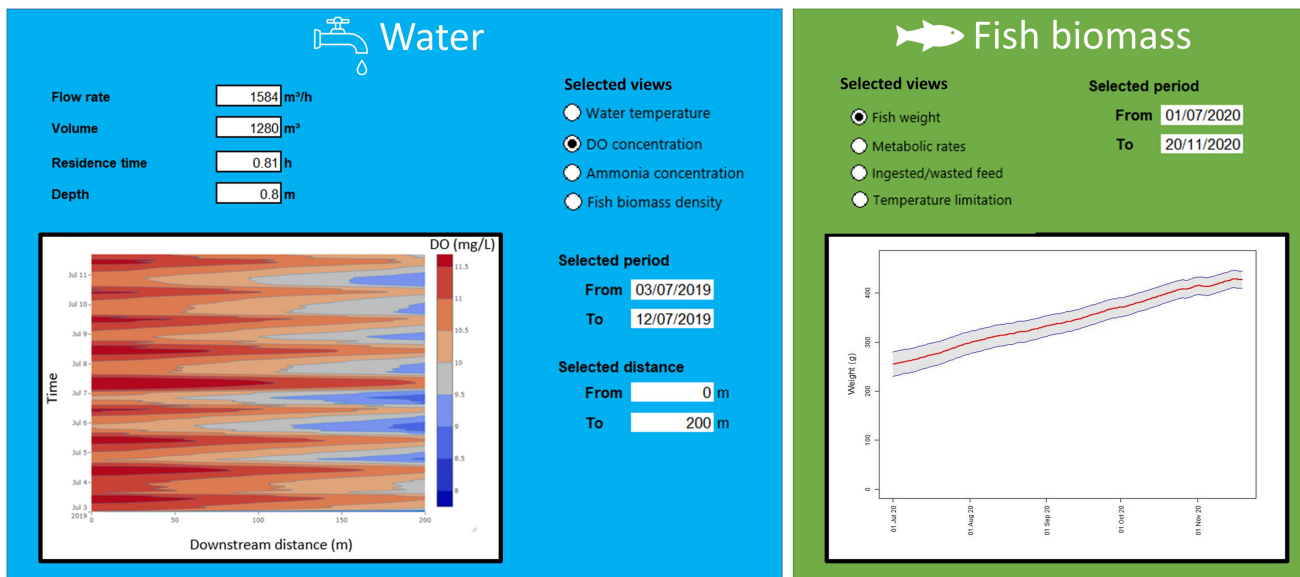 Water
Flow rate 1584 m³/h
Volume 1280 m³
Residence time 0.81 h
Depth 0.8 m
Selected views
Water temperature
DO concentration
Ammonia concentration
Fish biomass density
Selected period
From 03/07/2019
To 12/07/2019
Selected distance
From 0 m
To 200 m
DO (mg/L)
11.5
11
10.5
10
9.5
9
8.5
8
Time
Jul 11
Jul 10
Jul 9
Jul 8
Jul 7
Jul 6
Jul 5
Jul 4
Jul 3
2019
0 50 100 150 200
Downstream distance (m)
Fish biomass
Selected views
Fish weight
Metabolic rates
Ingested/wasted feed
Temperature limitation
Selected period
From 01/07/2020
To 20/11/2020
Weight (g)
400
300
200
100
0
01 Jul 20
01 Aug 20
01 Sep 20
01 Oct 20
01 Nov 20